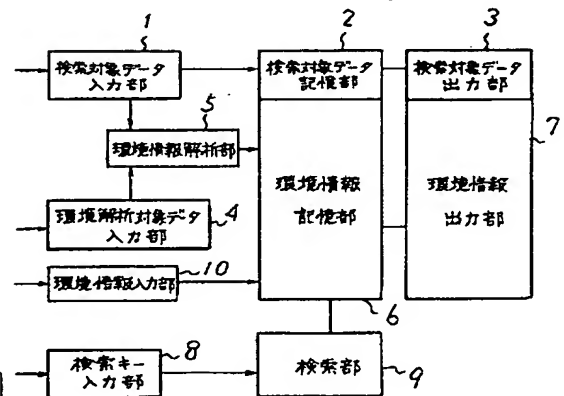 1
2
3
検索対象データ
入力部
検索対象データ
記憶部
検索対象データ
出力部
5
環境情報解析部
7
環境情報
記憶部
環境情報
出力部
環境解析対象データ
入力部
4
10
環境情報入力部
6
8
検索キー
入力部
検索部
9